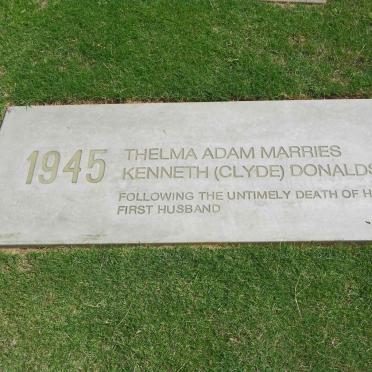 1945
THELMA ADAM MARRIES
KENNETH (CLYDE) DONALDS
FOLLOWING THE UNTIMELY DEATH OF H
FIRST HUSBAND